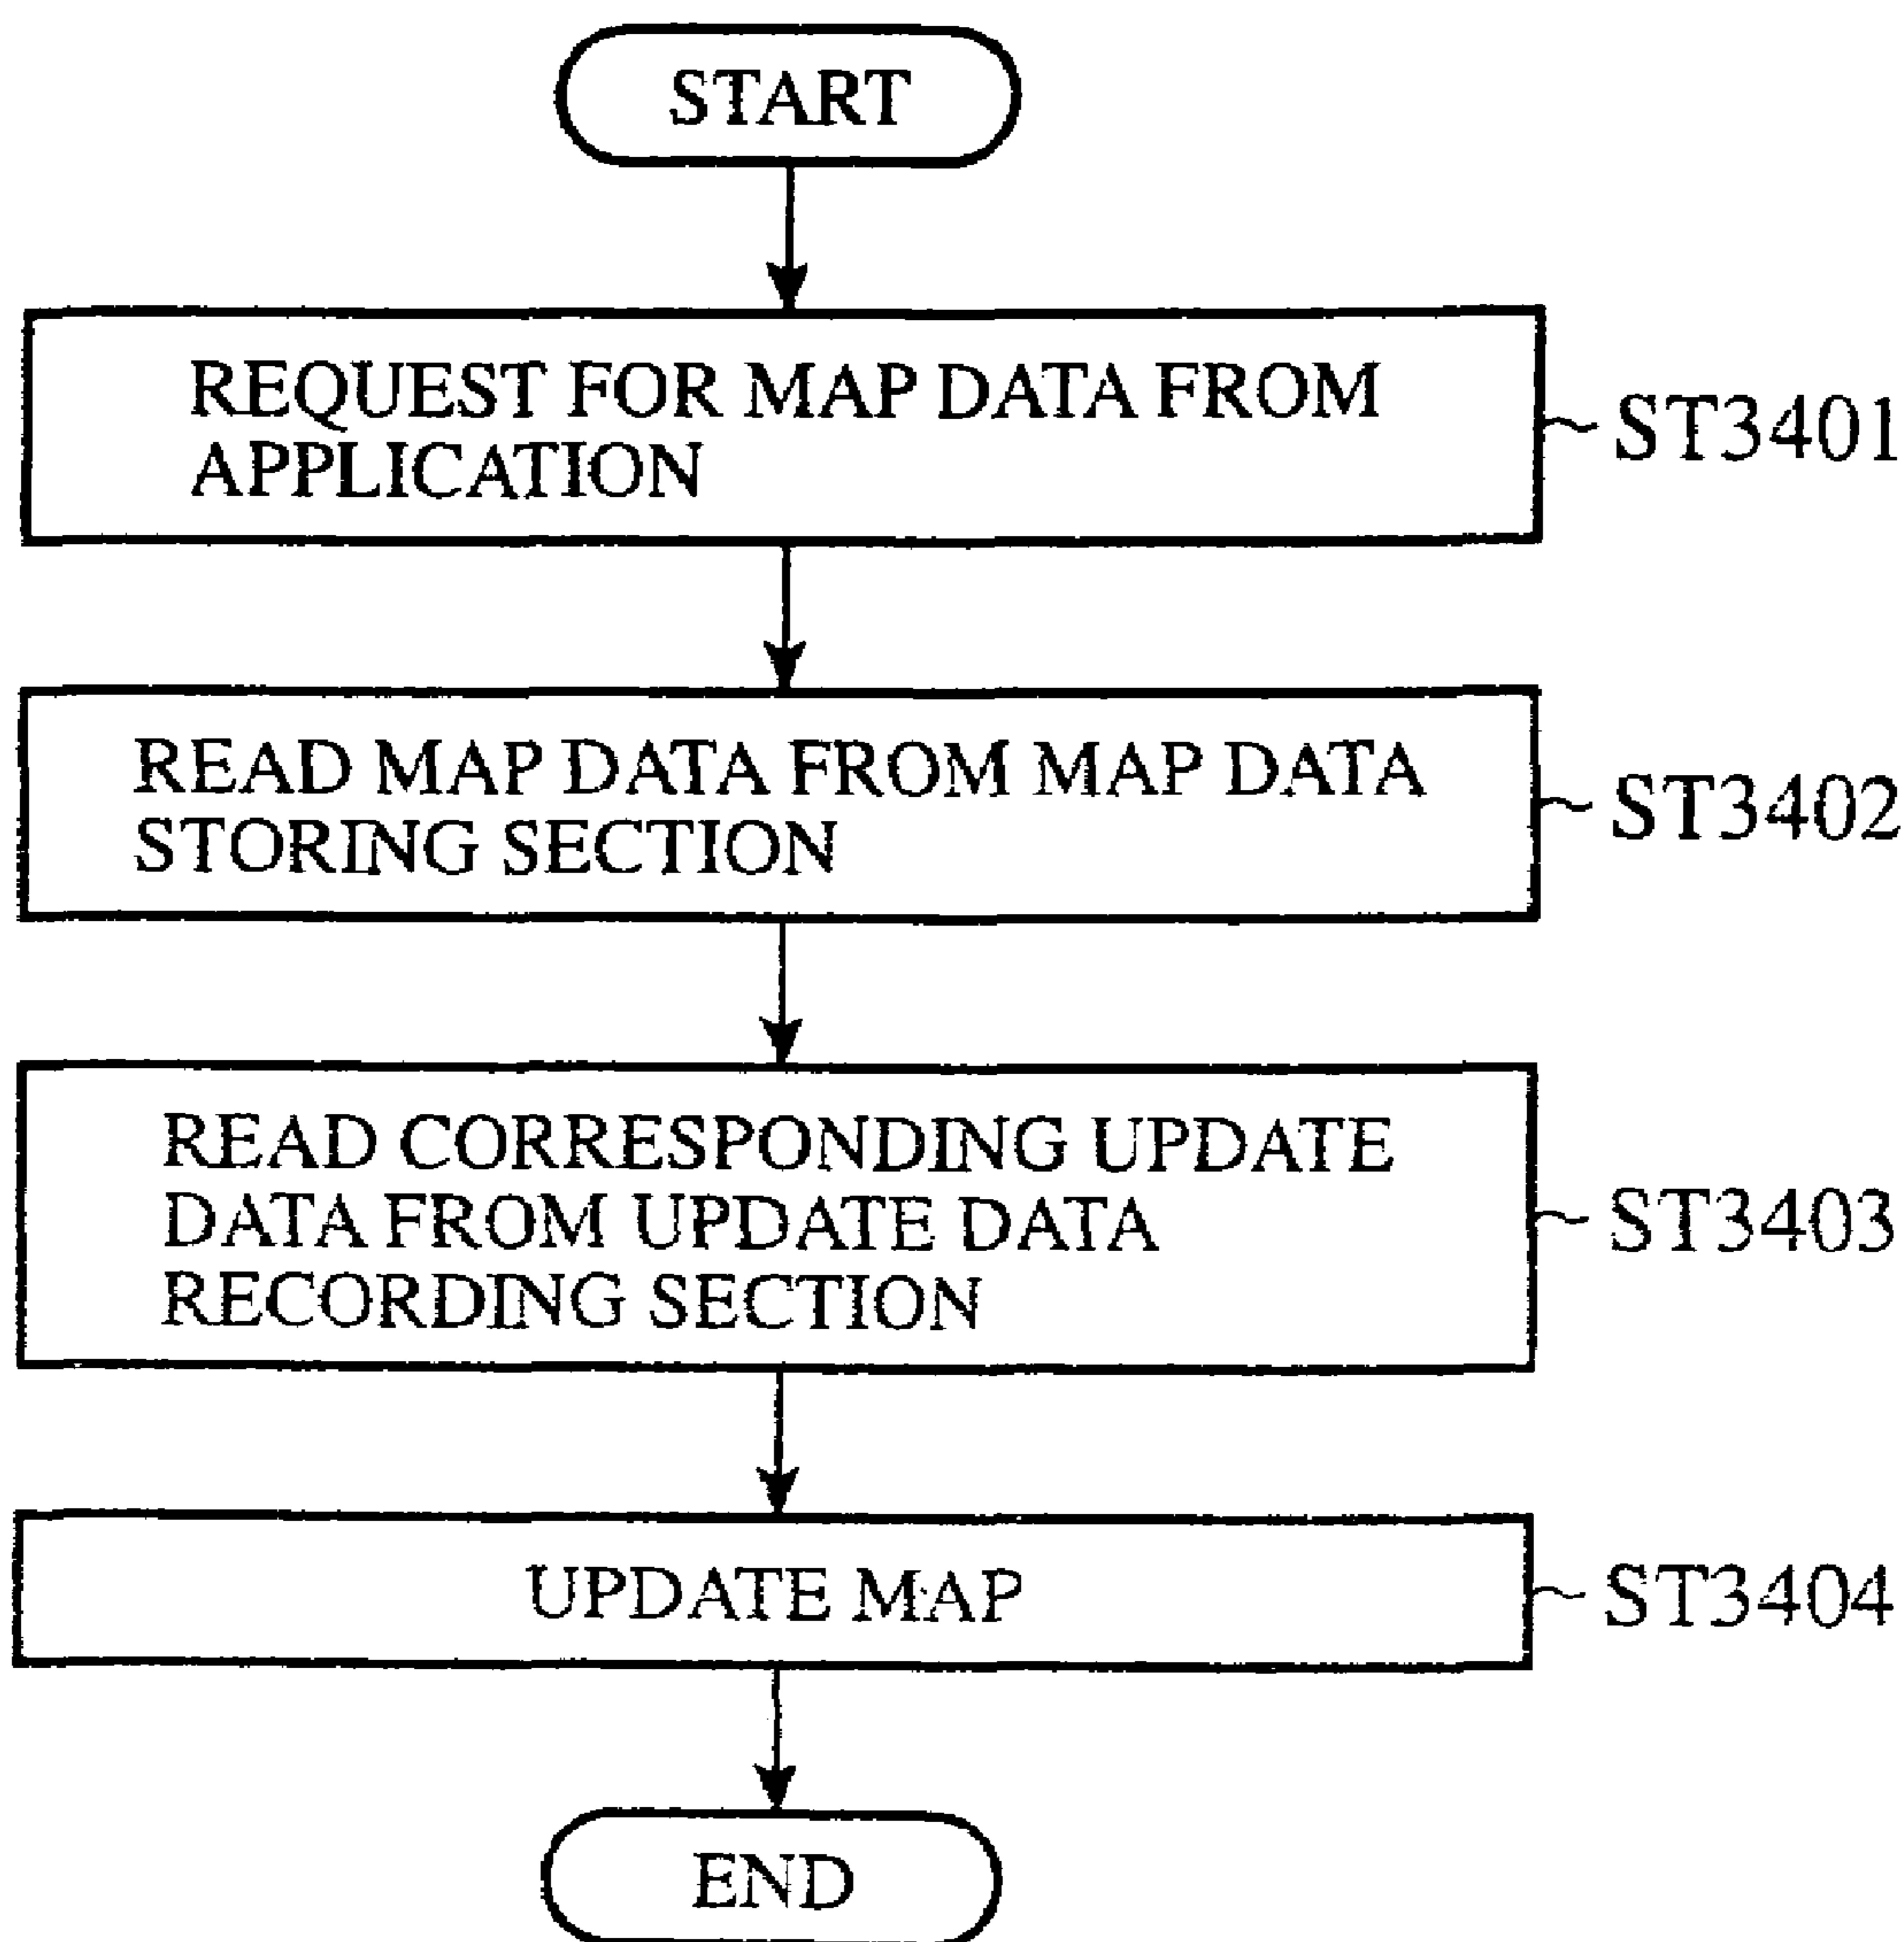 START
REQUEST FOR MAP DATA FROM
APPLICATION
ST3401
READ MAP DATA FROM MAP DATA
STORING SECTION
ST3402
READ CORRESPONDING UPDATE
DATA FROM UPDATE DATA
RECORDING SECTION
ST3403
UPDATE MAP
ST3404
END